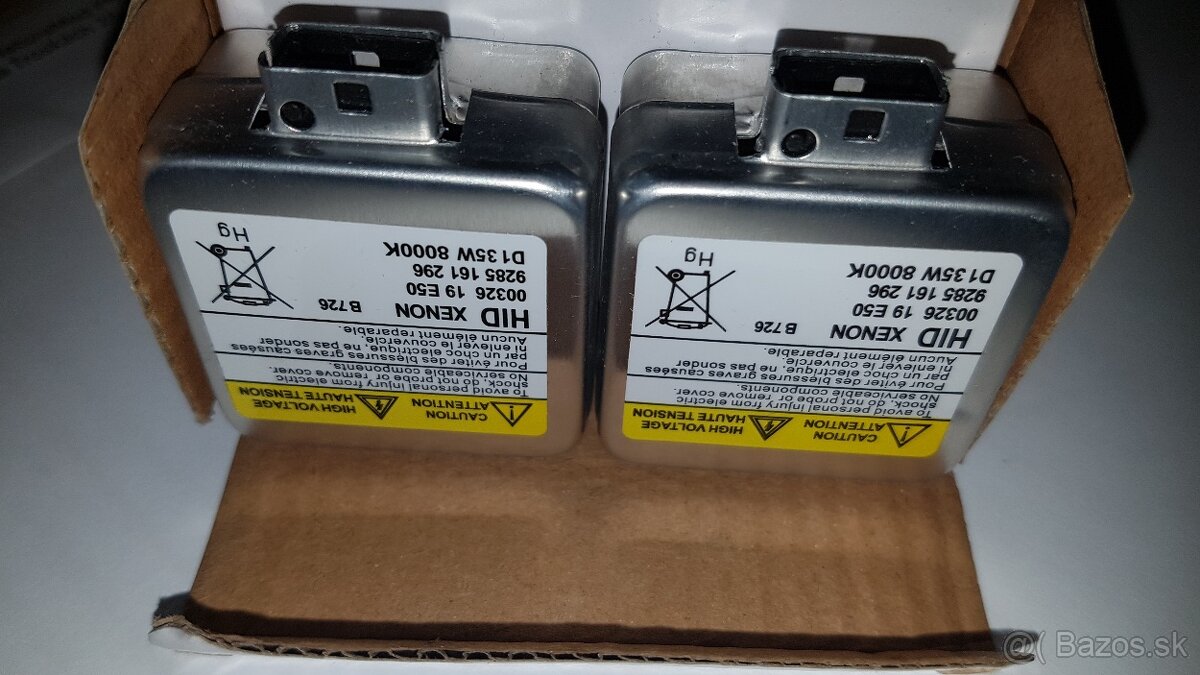 CAUTION
ATTENTION
HIGH VOLTAGE
HAUTE TENSION
To avoid personal injury from electric
shock, do not probe or remove cover.
No serviceable components.
Pour éviter des blessures graves causées
par un choc électrique, ne pas sonder
ni enlever le couvercle.
Aucun élément reparable.
HID XENON B726
00326 19 E50
9285 161 296
D1 35W 8000K
Hg
CAUTION
ATTENTION
HIGH VOLTAGE
HAUTE TENSION
To avoid personal injury from electric
shock, do not probe or remove cover.
No serviceable components.
Pour éviter des blessures graves causées
par un choc électrique, ne pas sonder
ni enlever le couvercle.
Aucun élément reparable.
HID XENON B726
00326 19 E50
9285 161 296
D1 35W 8000K
Hg
@( Bazos.sk